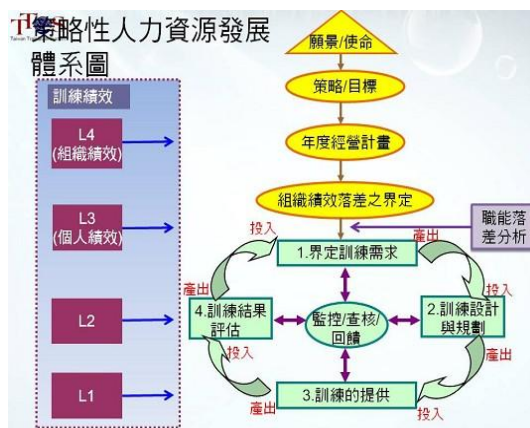 策略性人力資源發展
體系圖
願景/使命
策略/目標
年度經營計畫
組織績效落差之界定
職能落
差分析
訓練績效
L4
(組織績效)
L3
(個人績效)
L2
L1
投入
1.界定訓練需求
產出
產出
投入
4.訓練結果
評估
監控/查核/
回饋
2.訓練設計
與規劃
投入
產出
3.訓練的提供
產出
投入